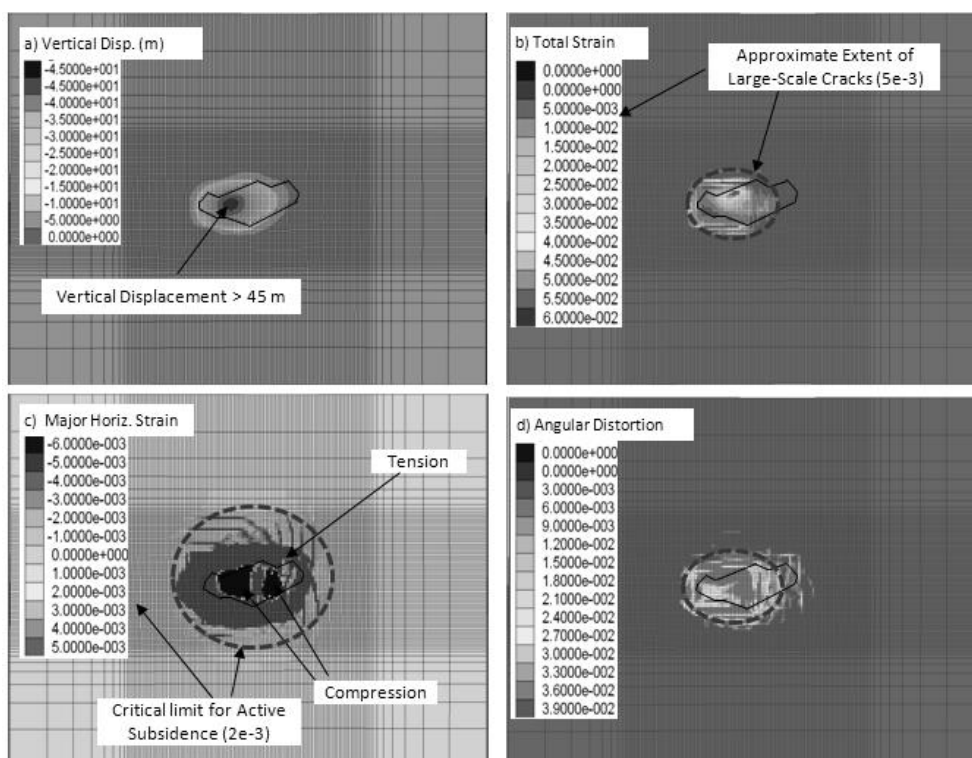 a) Vertical Disp. (m)
-4.5000e+001
-4.5000e+001
-4.0000e+001
-3.5000e+001
-3.0000e+001
-2.5000e+001
-2.0000e+001
-1.5000e+001
-1.0000e+001
-5.0000e+000
0.0000e+000
Vertical Displacement > 45 m
b) Total Strain
0.0000e+000
0.0000e+000
5.0000e-003
1.0000e-002
1.5000e-002
2.0000e-002
2.5000e-002
3.0000e-002
3.5000e-002
4.0000e-002
4.5000e-002
5.0000e-002
5.5000e-002
6.0000e-002
Approximate Extent of
Large-Scale Cracks (5e-3)
c) Major Horiz. Strain
-6.0000e-003
-5.0000e-003
-4.0000e-003
-3.0000e-003
-2.0000e-003
-1.0000e-003
0.0000e+000
1.0000e-003
2.0000e-003
3.0000e-003
4.0000e-003
5.0000e-003
Tension
Compression
Critical limit for Active
Subsidence (2e-3)
d) Angular Distortion
0.0000e+000
0.0000e+000
3.0000e-003
6.0000e-003
9.0000e-003
1.2000e-002
1.5000e-002
1.8000e-002
2.1000e-002
2.4000e-002
2.7000e-002
3.0000e-002
3.3000e-002
3.6000e-002
3.9000e-002